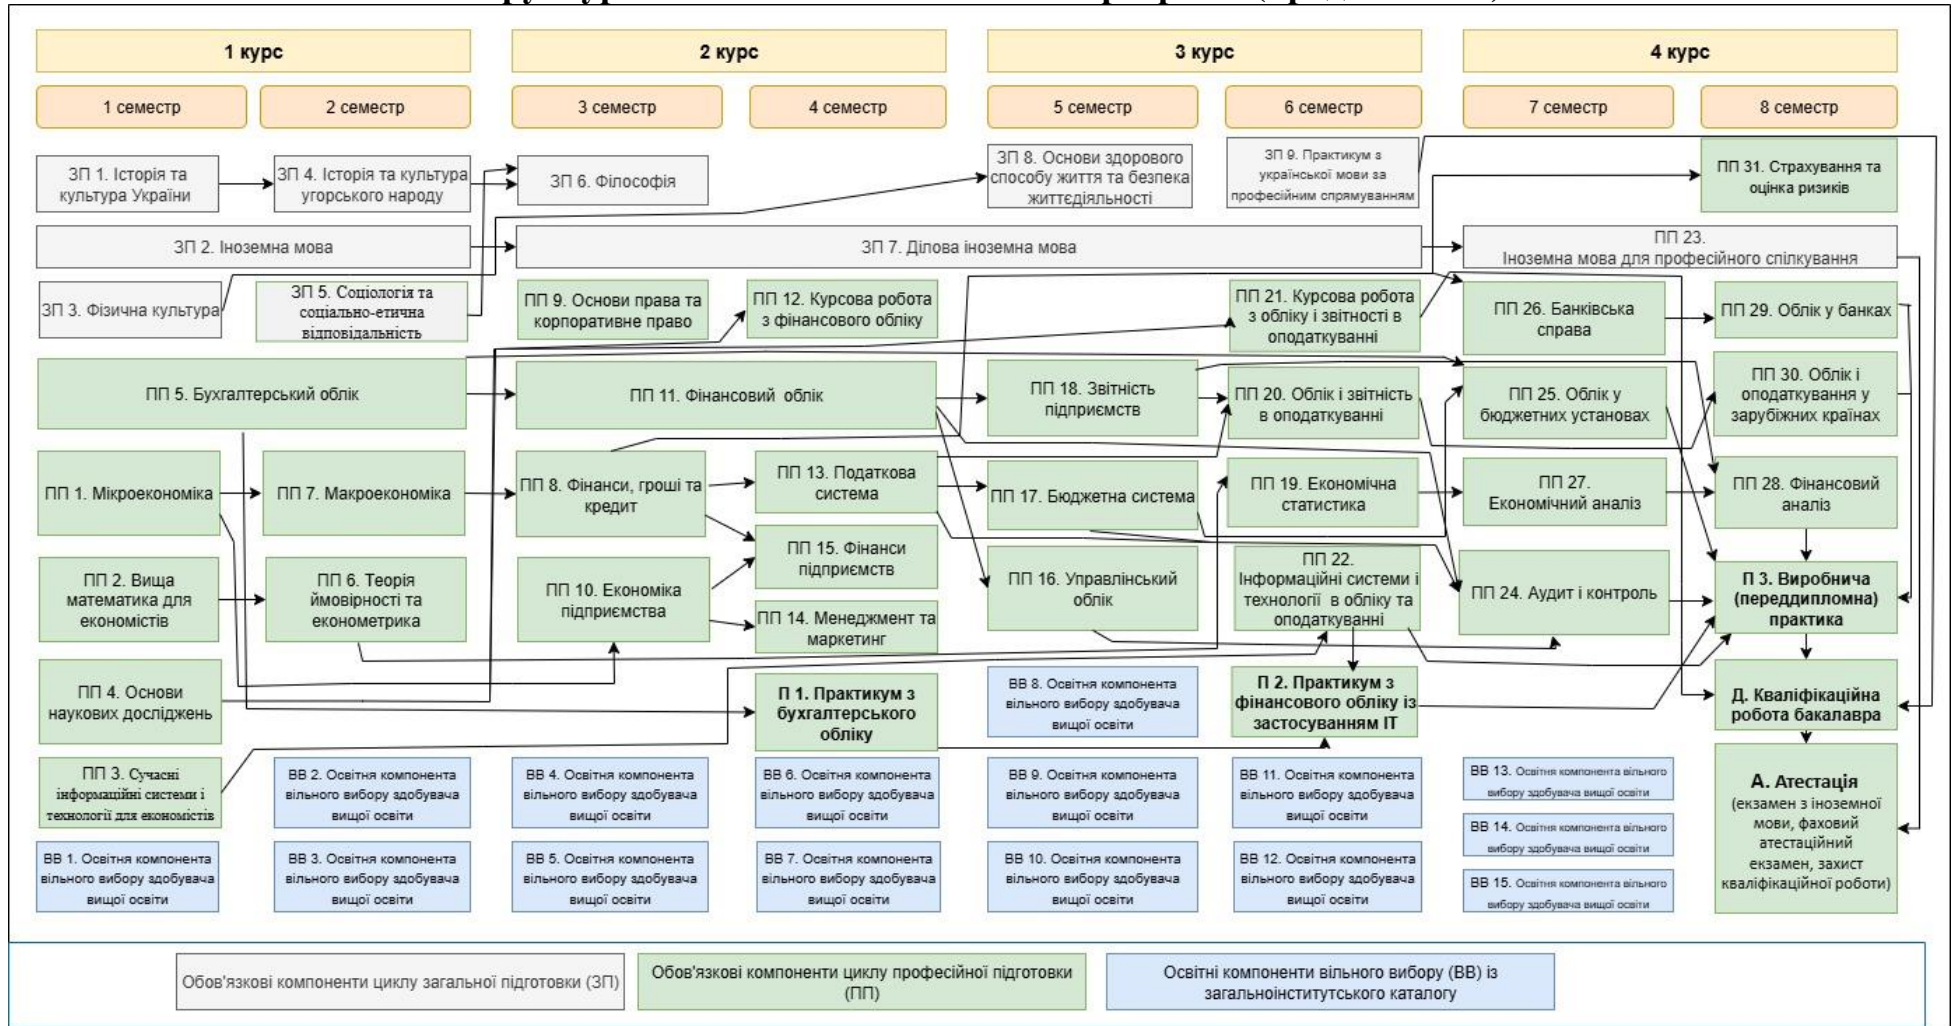 1 курс
2 курс
3 курс
4 курс
1 семестр
2 семестр
3 семестр
4 семестр
5 семестр
6 семестр
7 семестр
8 семестр
ЗП 1. Історія та
культура України
ЗП 4. Історія та культура
угорського народу
ЗП 6. Філософія
ЗП 8. Основи здорового
способу життя та безпека
життєдіяльності
ЗП 9. Практикум з
української мови за
професійним спрямуванням
ПП 31. Страхування та
оцінка ризиків
ЗП 2. Іноземна мова
ЗП 7. Ділова іноземна мова
ПП 23.
Іноземна мова для професійного спілкування
ЗП 3. Фізична культура
ЗП 5. Соціологія та
соціально-етична
відповідальність
ПП 9. Основи права та
корпоративне право
ПП 12. Курсова робота
з фінансового обліку
ПП 21. Курсова робота
з обліку і звітності в
оподаткуванні
ПП 26. Банківська
справа
ПП 29. Облік у банках
ПП 5. Бухгалтерський облік
ПП 11. Фінансовий облік
ПП 18. Звітність
підприємств
ПП 20. Облік і звітність
в оподаткуванні
ПП 25. Облік у
бюджетних установах
ПП 30. Облік і
оподаткування у
зарубіжних країнах
ПП 1. Мікроекономіка
ПП 7. Макроекономіка
ПП 8. Фінанси, гроші та
кредит
ПП 13. Податкова
система
ПП 17. Бюджетна система
ПП 19. Економічна
статистика
ПП 27.
Економічний аналіз
ПП 28. Фінансовий
аналіз
ПП 15. Фінанси
підприємств
ПП 2. Вища
математика для
економістів
ПП 6. Теорія
ймовірності та
економетрика
ПП 10. Економіка
підприємства
ПП 14. Менеджмент та
маркетинг
ПП 16. Управлінський
облік
ПП 22.
Інформаційні системи і
технології в обліку та
оподаткуванні
ПП 24. Аудит і контроль
П 3. Виробнича
(переддипломна)
практика
ПП 4. Основи
наукових досліджень
П 1. Практикум з
бухгалтерського
обліку
ВВ 8. Освітня компонента
вільного вибору здобувача
вищої освіти
П 2. Практикум з
фінансового обліку із
застосуванням ІТ
Д. Кваліфікаційна
робота бакалавра
ПП 3. Сучасні
інформаційні системи і
технології для економістів
ВВ 2. Освітня компонента
вільного вибору здобувача
вищої освіти
ВВ 4. Освітня компонента
вільного вибору здобувача
вищої освіти
ВВ 6. Освітня компонента
вільного вибору здобувача
вищої освіти
ВВ 9. Освітня компонента
вільного вибору здобувача
вищої освіти
ВВ 11. Освітня компонента
вільного вибору здобувача
вищої освіти
ВВ 13. Освітня компонента вільного
вибору здобувача вищої освіти
А. Атестація
(екзамен з іноземної
мови, фаховий
атестаційний
екзамен, захист
кваліфікаційної роботи)
ВВ 14. Освітня компонента вільного
вибору здобувача вищої освіти
ВВ 1. Освітня компонента
вільного вибору здобувача
вищої освіти
ВВ 3. Освітня компонента
вільного вибору здобувача
вищої освіти
ВВ 5. Освітня компонента
вільного вибору здобувача
вищої освіти
ВВ 7. Освітня компонента
вільного вибору здобувача
вищої освіти
ВВ 10. Освітня компонента
вільного вибору здобувача
вищої освіти
ВВ 12. Освітня компонента
вільного вибору здобувача
вищої освіти
ВВ 15. Освітня компонента вільного
вибору здобувача вищої освіти
Обов'язкові компоненти циклу загальної підготовки (ЗП)
Обов'язкові компоненти циклу професійної підготовки
(ПП)
Освітні компоненти вільного вибору (ВВ) із
загальноінститутського каталогу